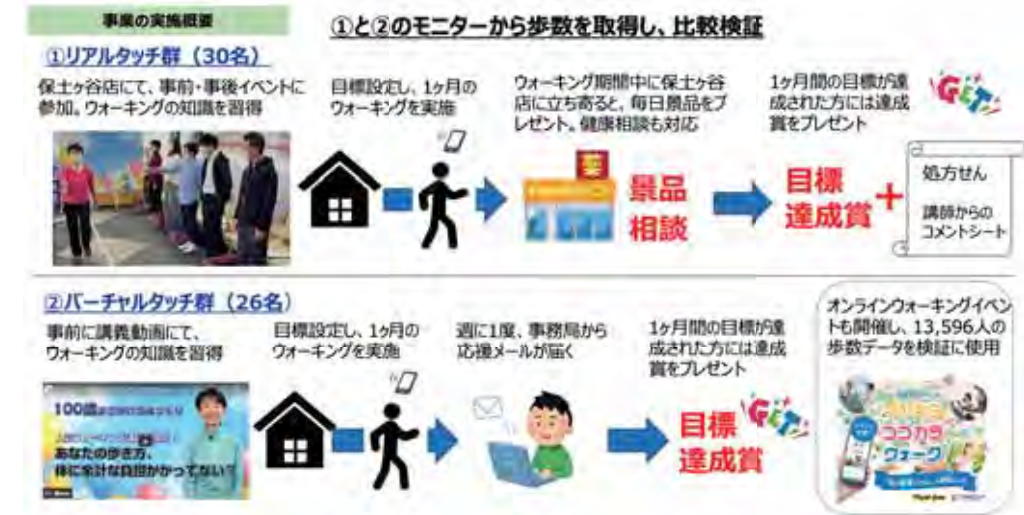 事業の実施概要
①と②のモニターから歩数を取得し、比較検証
①リアルタッチ群（30名）
保土ヶ谷店にて、事前・事後イベントに
参加。ウォーキングの知識を習得
目標設定し、1ヶ月の
ウォーキングを実施
ウォーキング期間中に保土ヶ谷
店に立ち寄ると、毎日景品をプ
レゼント。健康相談も対応
1ヶ月間の目標が達
成された方には達成
賞をプレゼント
GET!
薬
景品
相談
目標
達成賞
+
処方せん
講師からの
コメントシート
②バーチャルタッチ群（26名）
事前に講義動画にて、
ウォーキングの知識を習得
目標設定し、1ヶ月の
ウォーキングを実施
週に1度、事務局から
応援メールが届く
1ヶ月間の目標が達
成された方には達成
賞をプレゼント
オンラインウォーキングイベン
トも開催し、13,596人の
歩数データを検証に使用
100歳
あなたの歩き方、
体に余計な負担かかってない?
目標
達成賞
GET!
ココカラ
ウォーク